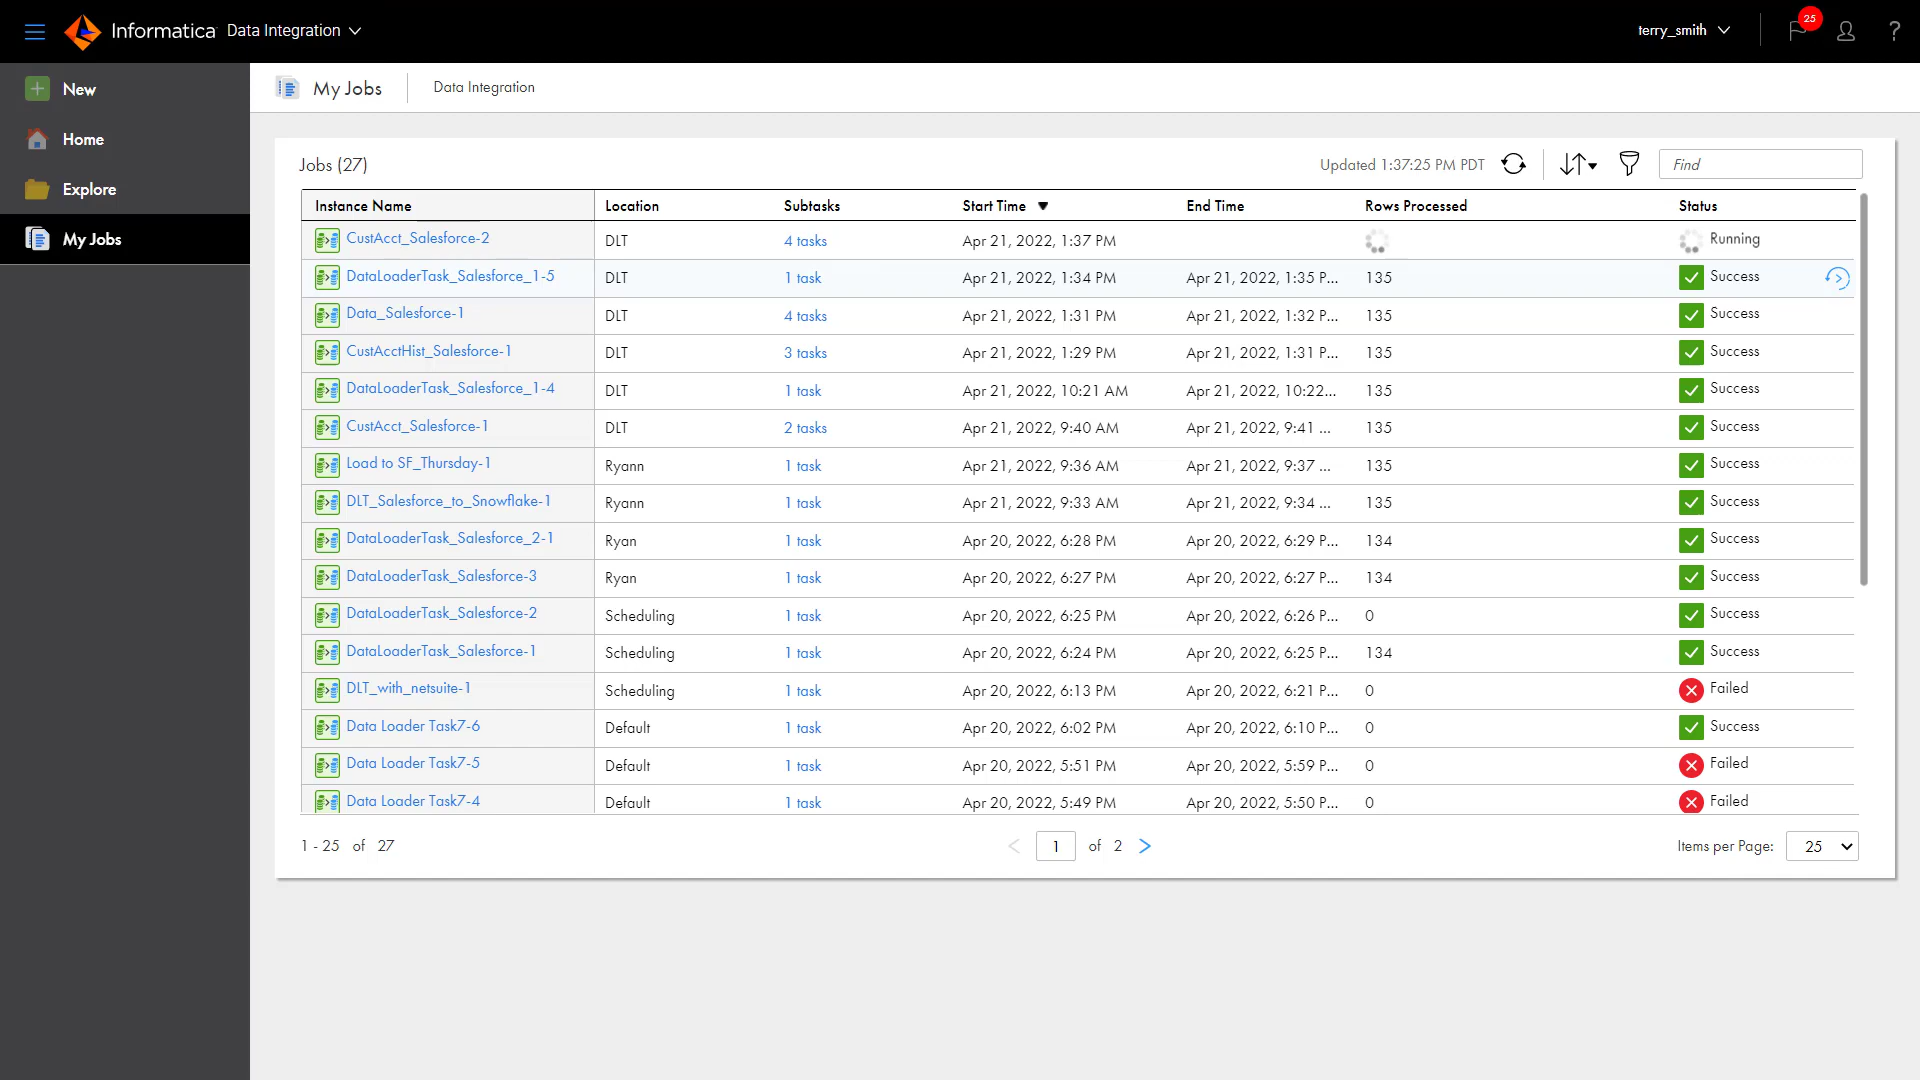 Informatica Data Integration
terry_smith 25 ?
New
Home
Explore
My Jobs
My Jobs Data Integration
Jobs (27) Updated 1:37:25 PM PDT Find
Instance Name Location Subtasks Start Time End Time Rows Processed Status
CustAcct_Salesforce-2 DLT 4 tasks Apr 21, 2022, 1:37 PM Running
DataLoaderTask_Salesforce_1-5 DLT 1 task Apr 21, 2022, 1:34 PM Apr 21, 2022, 1:35 P... 135 Success
Data_Salesforce-1 DLT 4 tasks Apr 21, 2022, 1:31 PM Apr 21, 2022, 1:32 P... 135 Success
CustAcctHist_Salesforce-1 DLT 3 tasks Apr 21, 2022, 1:29 PM Apr 21, 2022, 1:31 P... 135 Success
DataLoaderTask_Salesforce_1-4 DLT 1 task Apr 21, 2022, 10:21 AM Apr 21, 2022, 10:22... 135 Success
CustAcct_Salesforce-1 DLT 2 tasks Apr 21, 2022, 9:40 AM Apr 21, 2022, 9:41 ... 135 Success
Load to SF_Thursday-1 Ryann 1 task Apr 21, 2022, 9:36 AM Apr 21, 2022, 9:37 ... 135 Success
DLT_Salesforce_to_Snowflake-1 Ryann 1 task Apr 21, 2022, 9:33 AM Apr 21, 2022, 9:34 ... 135 Success
DataLoaderTask_Salesforce_2-1 Ryan 1 task Apr 20, 2022, 6:28 PM Apr 20, 2022, 6:29 P... 134 Success
DataLoaderTask_Salesforce-3 Ryan 1 task Apr 20, 2022, 6:27 PM Apr 20, 2022, 6:27 P... 134 Success
DataLoaderTask_Salesforce-2 Scheduling 1 task Apr 20, 2022, 6:25 PM Apr 20, 2022, 6:26 P... 0 Success
DataLoaderTask_Salesforce-1 Scheduling 1 task Apr 20, 2022, 6:24 PM Apr 20, 2022, 6:25 P... 134 Success
DLT_with_netsuite-1 Scheduling 1 task Apr 20, 2022, 6:13 PM Apr 20, 2022, 6:21 P... 0 Failed
Data Loader Task7-6 Default 1 task Apr 20, 2022, 6:02 PM Apr 20, 2022, 6:10 P... 0 Success
Data Loader Task7-5 Default 1 task Apr 20, 2022, 5:51 PM Apr 20, 2022, 5:59 P... 0 Failed
Data Loader Task7-4 Default 1 task Apr 20, 2022, 5:49 PM Apr 20, 2022, 5:50 P... 0 Failed
1 - 25 of 27 1 of 2 Items per Page: 25